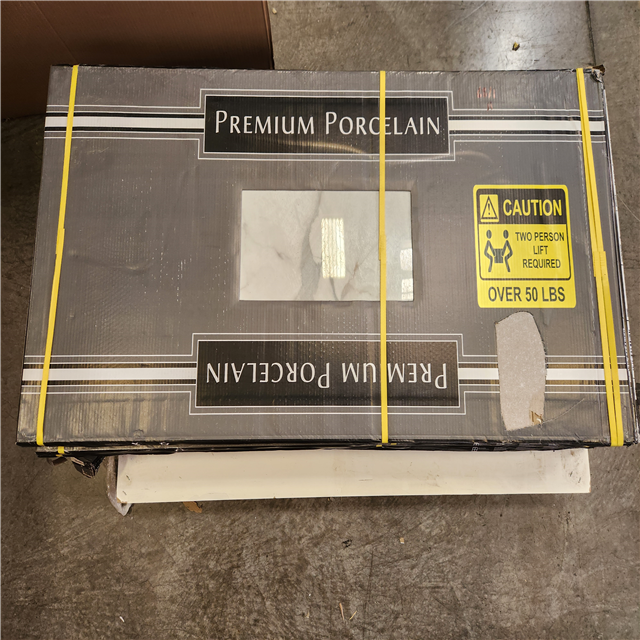 PREMIUM PORCELAIN
CAUTION
TWO PERSON
LIFT
REQUIRED
OVER 50 LBS
PREMIUM PORCELAIN